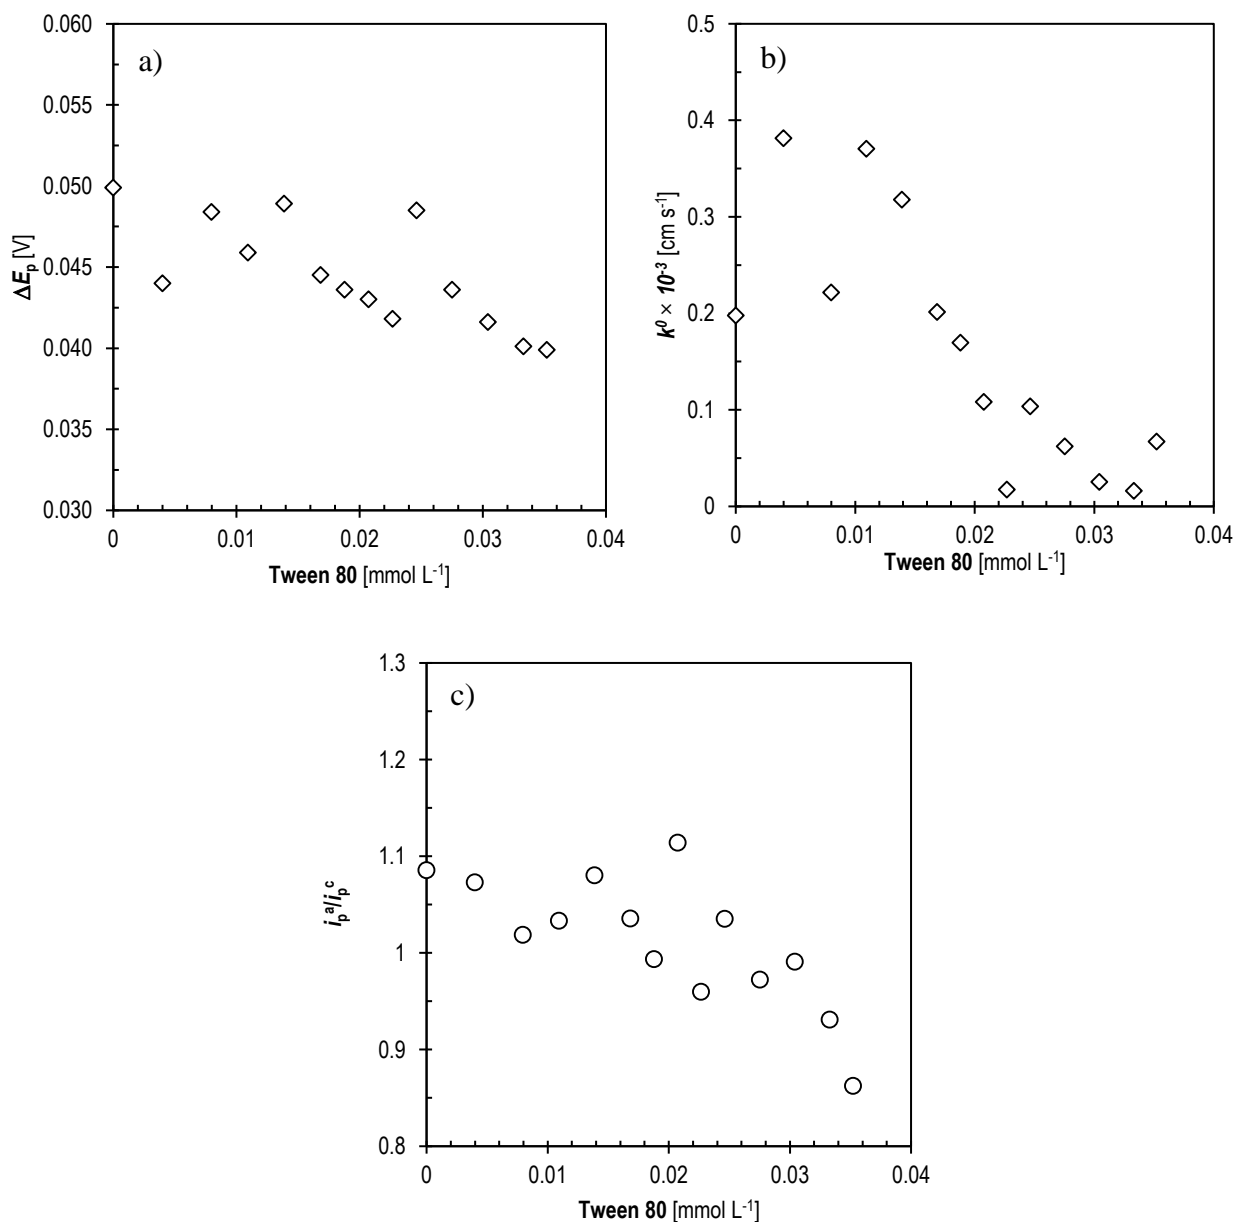 a)
0.060
0.055
0.050
0.045
0.040
0.035
0.030
ΔEp [V]
0 0.01 0.02 0.03 0.04
Tween 80 [mmol L-1]
b)
0.5
0.4
0.3
0.2
0.1
0
k0 × 10-3 [cm s-1]
0 0.01 0.02 0.03 0.04
Tween 80 [mmol L-1]
c)
1.3
1.2
1.1
1
0.9
0.8
ipa/ipc
0 0.01 0.02 0.03 0.04
Tween 80 [mmol L-1]